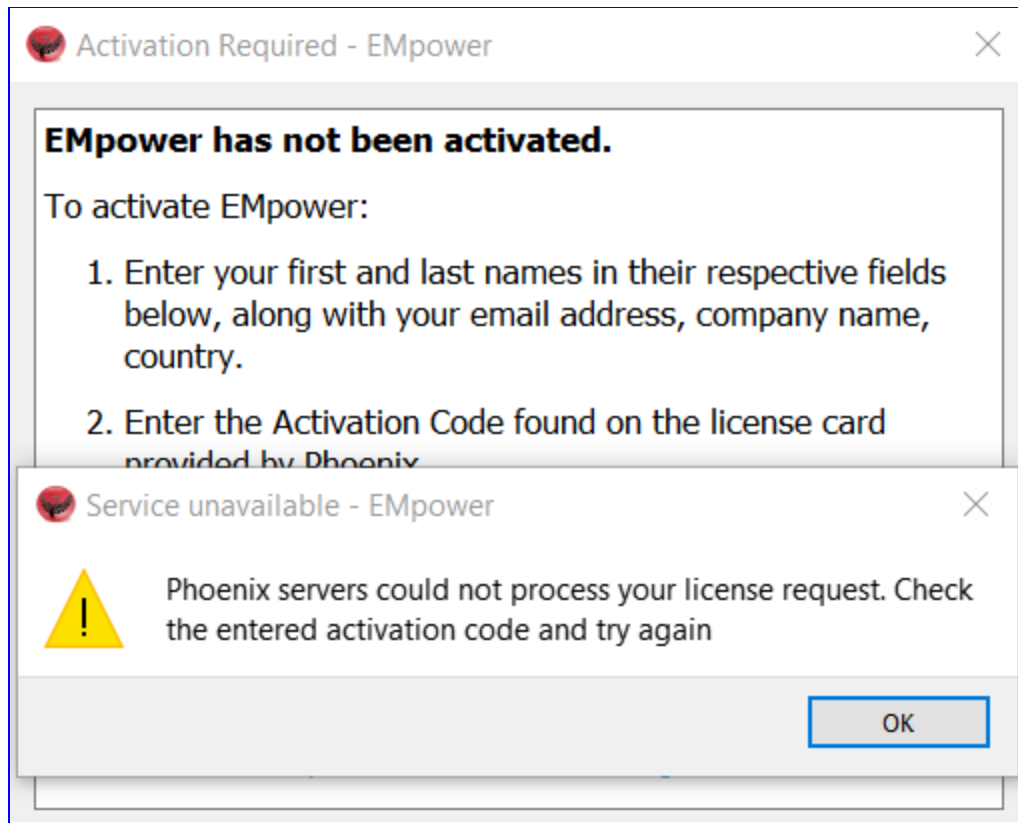 Activation Required - EMpower
EMpower has not been activated.
To activate EMpower:
1. Enter your first and last names in their respective fields
below, along with your email address, company name,
country.
2. Enter the Activation Code found on the license card
provided by Phoenix
Service unavailable - EMpower
Phoenix servers could not process your license request. Check
the entered activation code and try again
OK